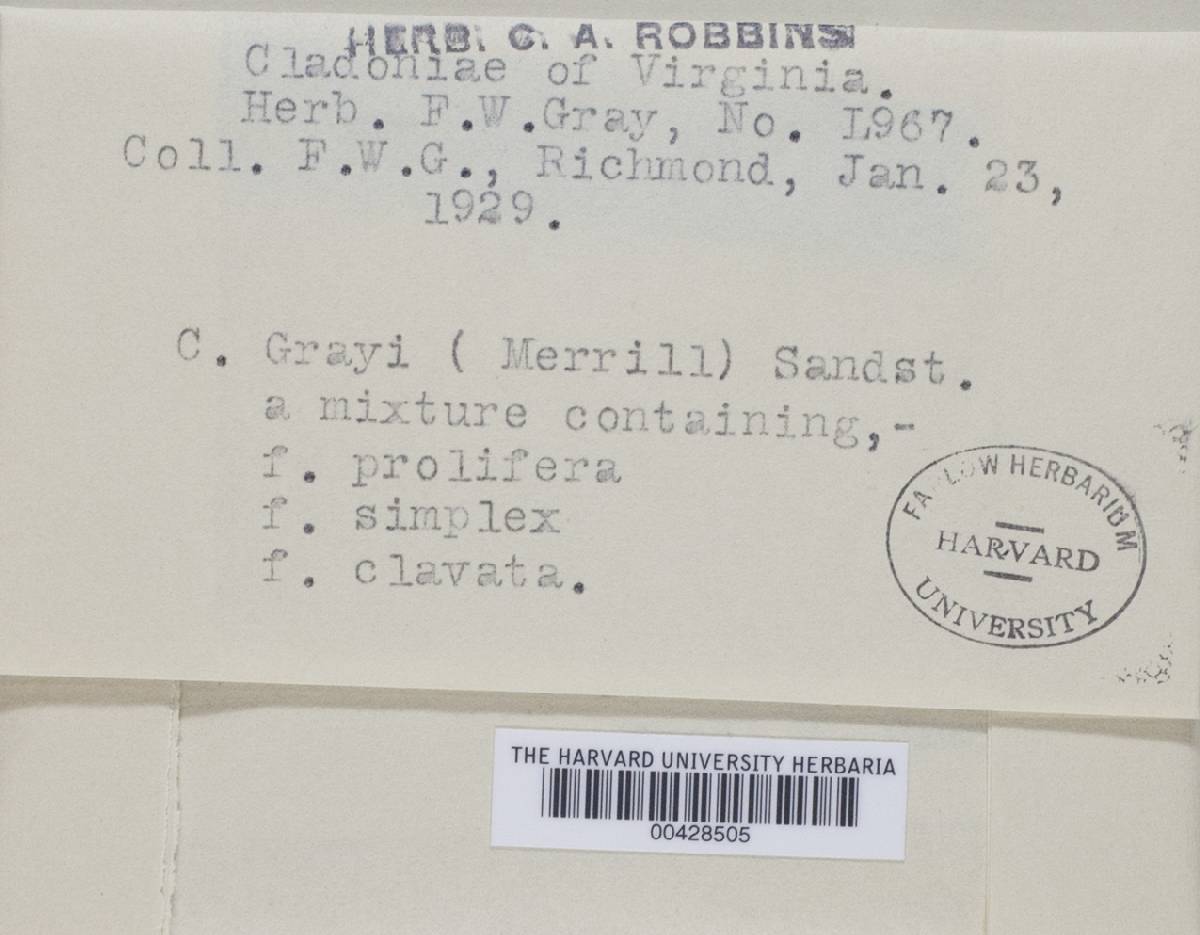 HERB. C. A. ROBBINS
Cladoniae of Virginia.
Herb. F.W.Gray, No. L967.
Coll. F.W.G., Richmond, Jan. 23,
1929.
C. Grayi ( Merrill) Sandst.
a mixture containing,-
f. prolifera
f. simplex
f. clavata.
FARLOW HERBARIUM
HARVARD
UNIVERSITY
THE HARVARD UNIVERSITY HERBARIA
00428505